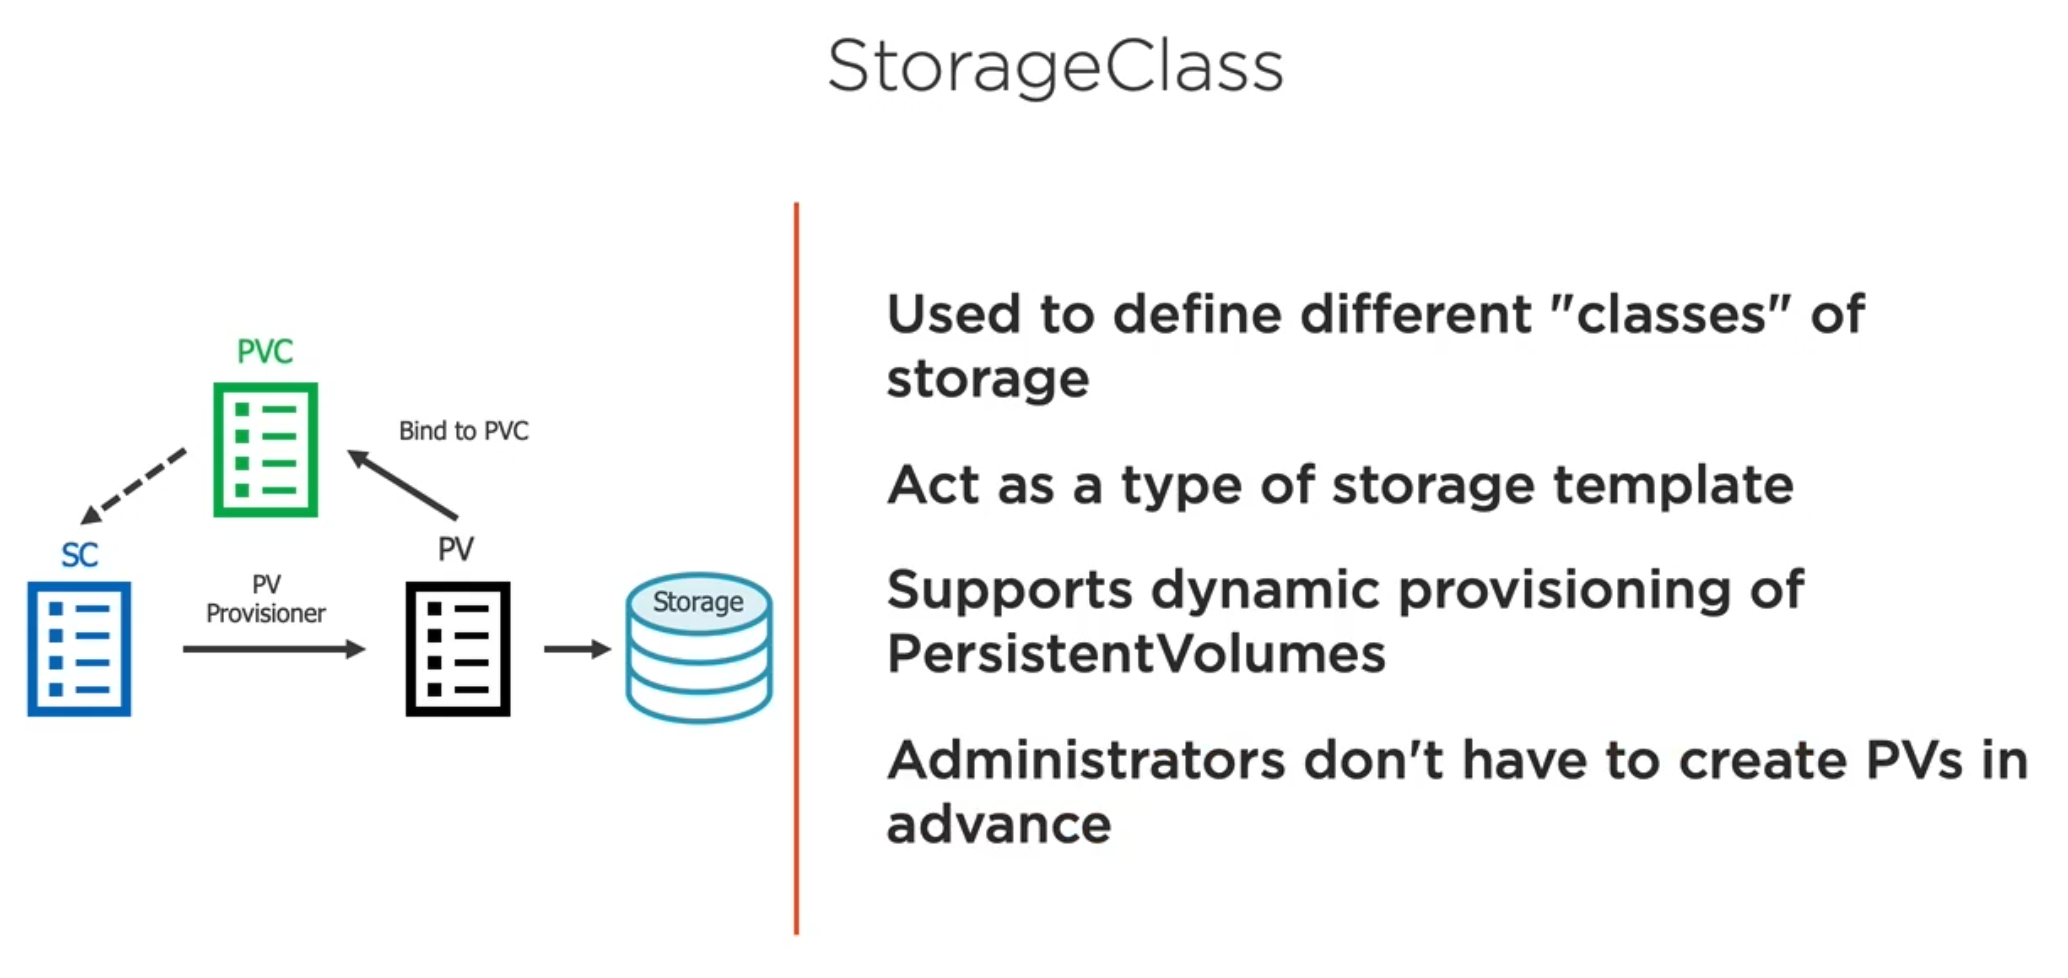 StorageClass
PVC
Bind to PVC
SC
PV
Provisioner
PV
Storage
Used to define different "classes" of
storage
Act as a type of storage template
Supports dynamic provisioning of
PersistentVolumes
Administrators don't have to create PVs in
advance